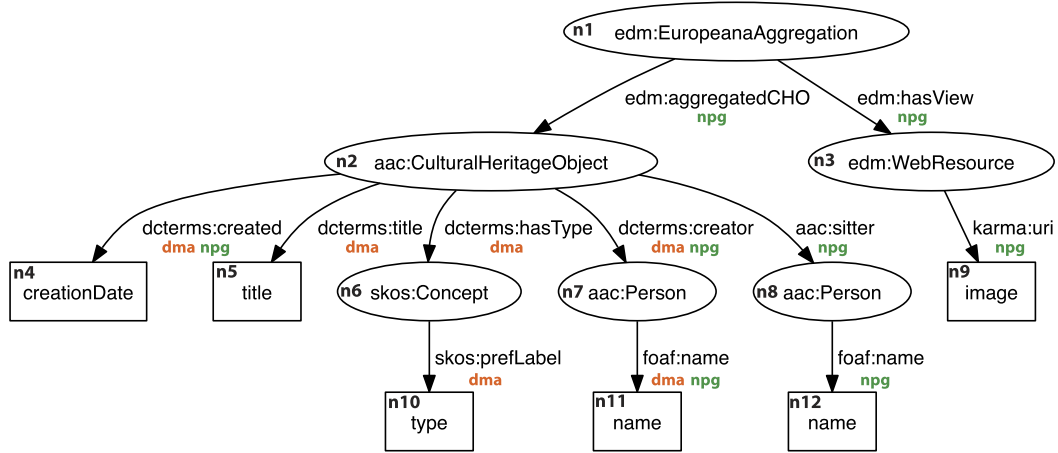 n1 edm:EuropeanaAggregation
edm:aggregatedCHO
npg
edm:hasView
npg
n2 aac:CulturalHeritageObject
n3 edm:WebResource
dcterms:created
dma npg
dcterms:title
dma
dcterms:hasType
dma
dcterms:creator
dma npg
aac:sitter
npg
karma:uri
npg
n4
creationDate
n5
title
n6 skos:Concept
n7 aac:Person
n8 aac:Person
n9
image
skos:prefLabel
dma
foaf:name
dma npg
foaf:name
npg
n10
type
n11
name
n12
name